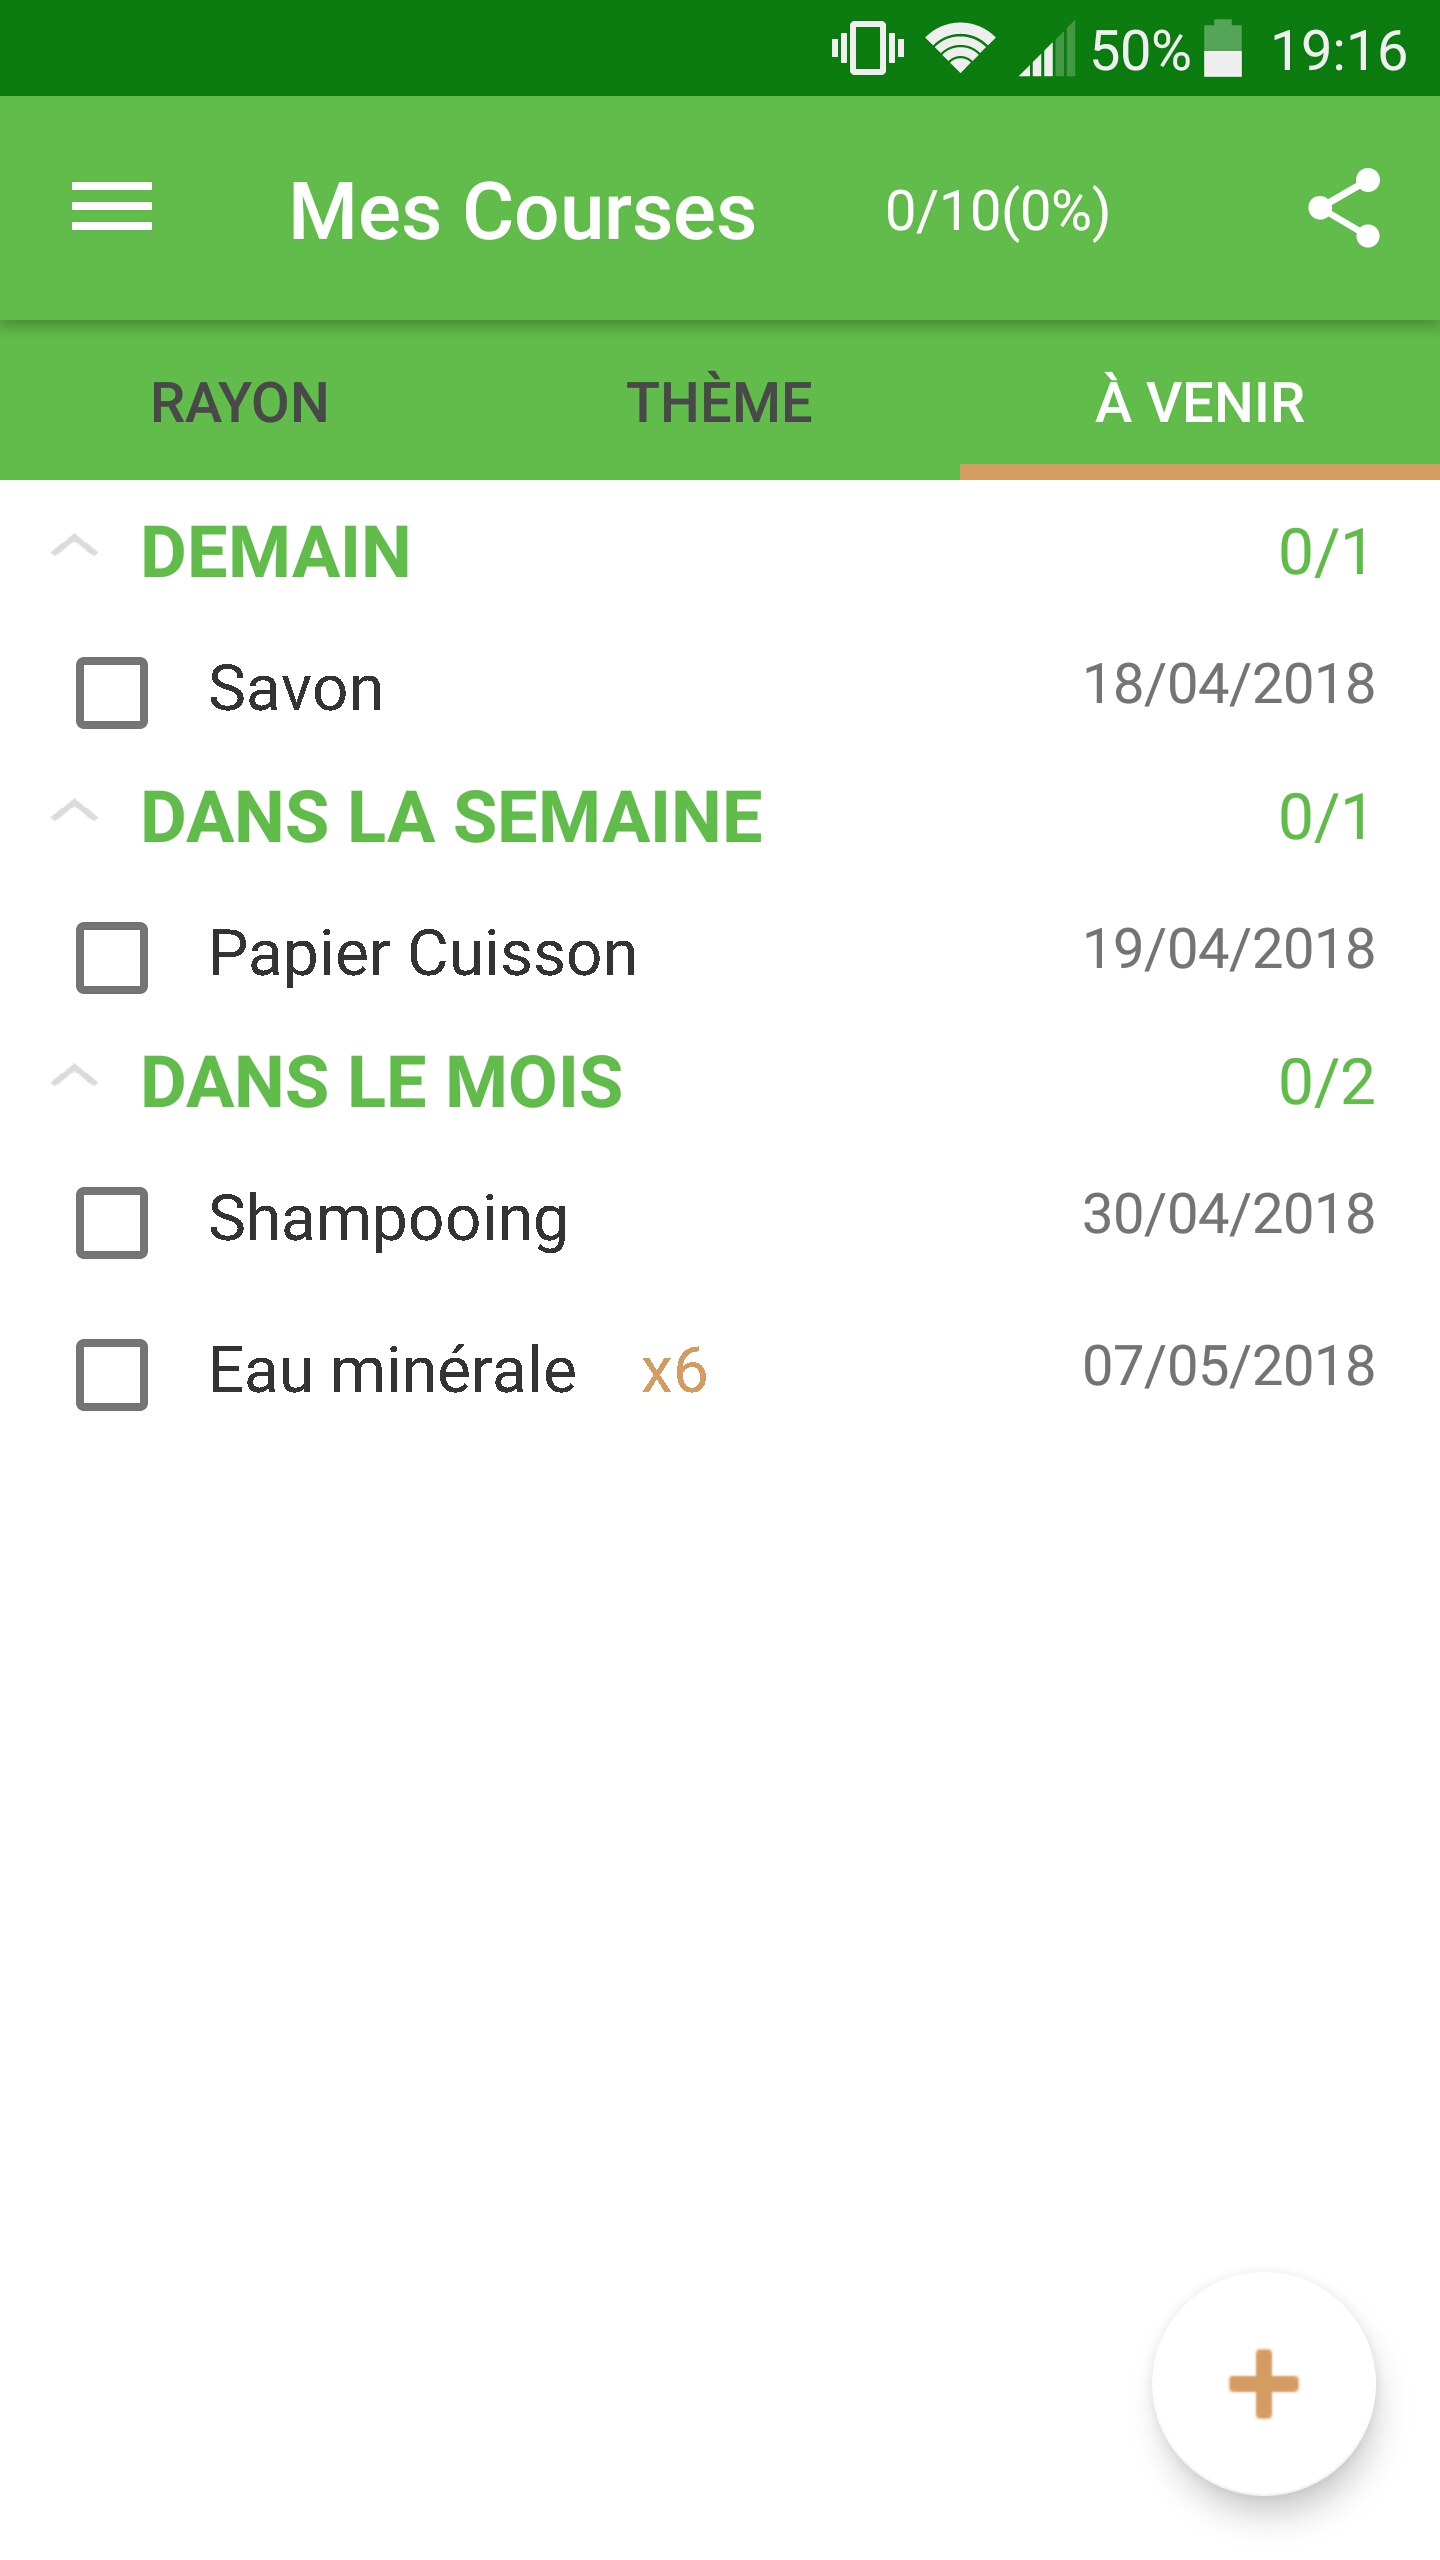 50% 19:16
Mes Courses 0/10(0%)
RAYON THÈME À VENIR
DEMAIN 0/1
Savon 18/04/2018
DANS LA SEMAINE 0/1
Papier Cuisson 19/04/2018
DANS LE MOIS 0/2
Shampooing 30/04/2018
Eau minérale x6 07/05/2018